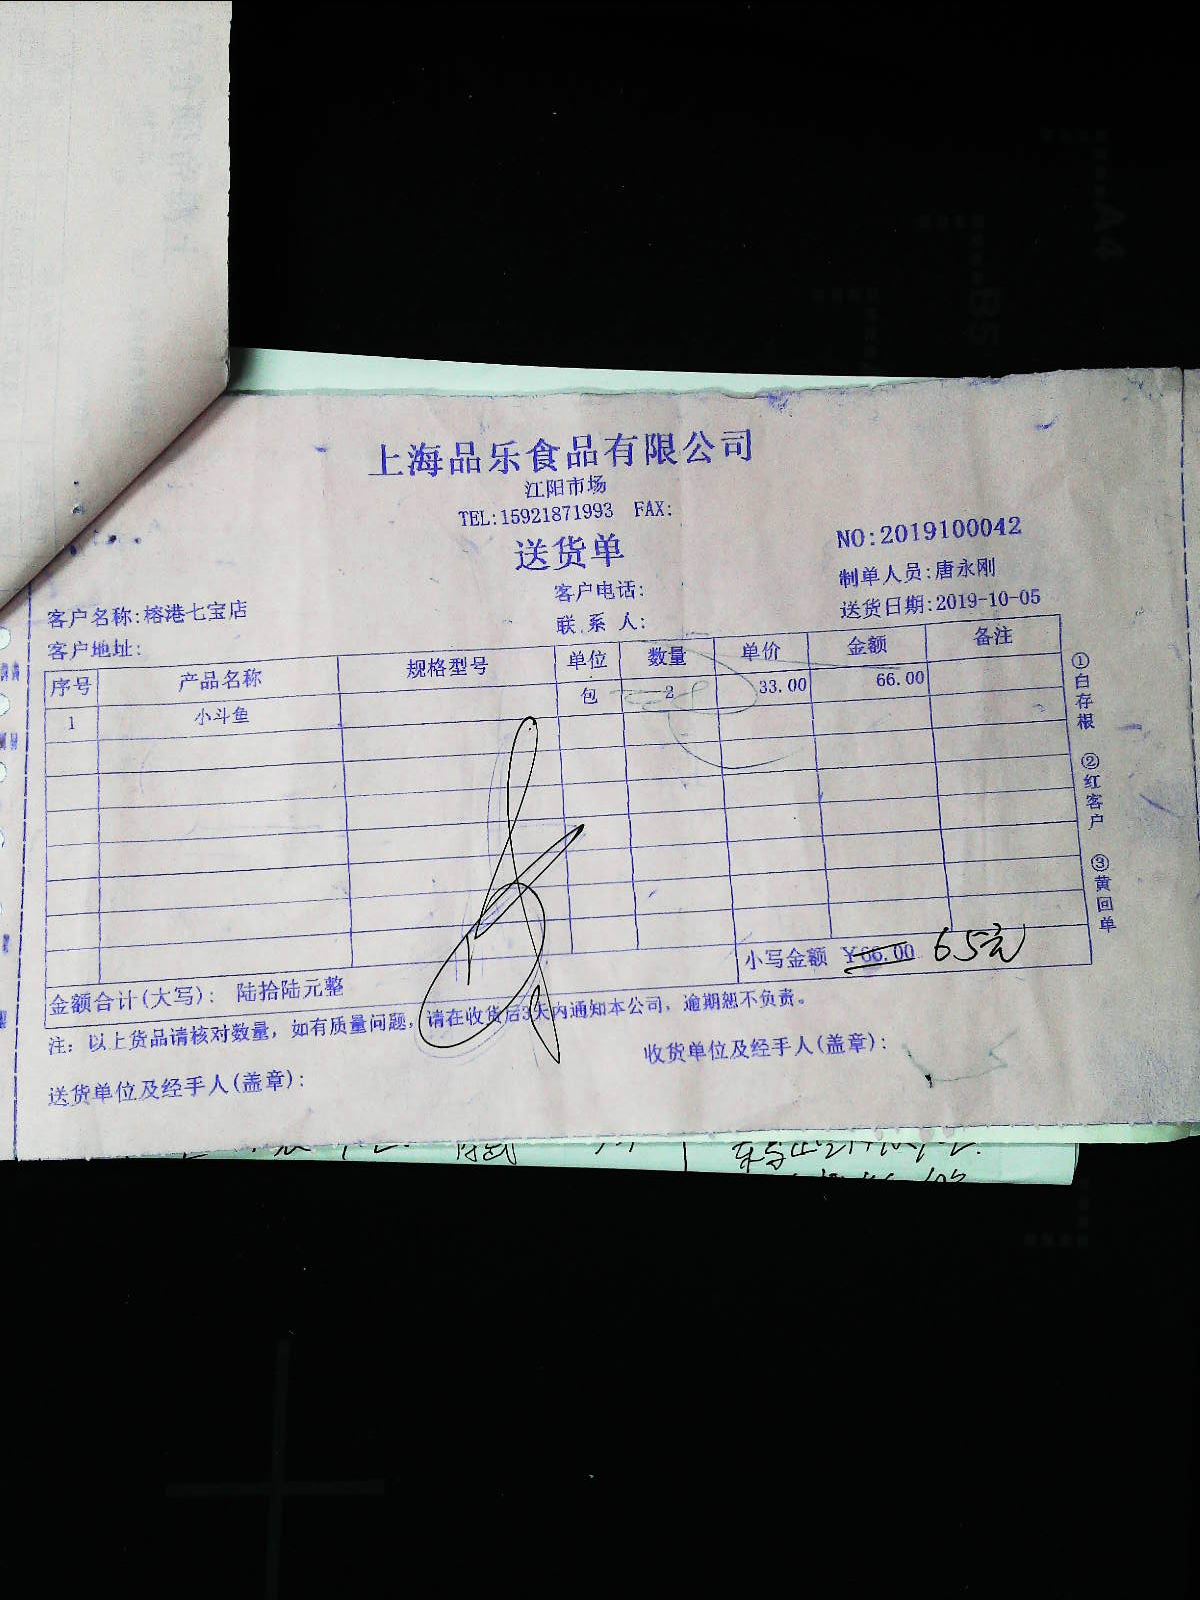 上海品乐食品有限公司
江阳市场
TEL:15921871993 FAX:
送货单
NO:2019100042
客户电话:
制单人员:唐永刚
客户名称:榕港七宝店
联系人:
送货日期:2019-10-05
客户地址:
序号 产品名称 规格型号 单位 数量 单价 金额 备注
1 小斗鱼 包 2 33.00 66.00
金额合计(大写): 陆拾陆元整 小写金额 ¥66.00 65元
注: 以上货品请核对数量, 如有质量问题, 请在收货后3天内通知本公司, 逾期恕不负责。
送货单位及经手人(盖章): 收货单位及经手人(盖章):
①白存根 ②红客户 ③黄回单
A4
B5